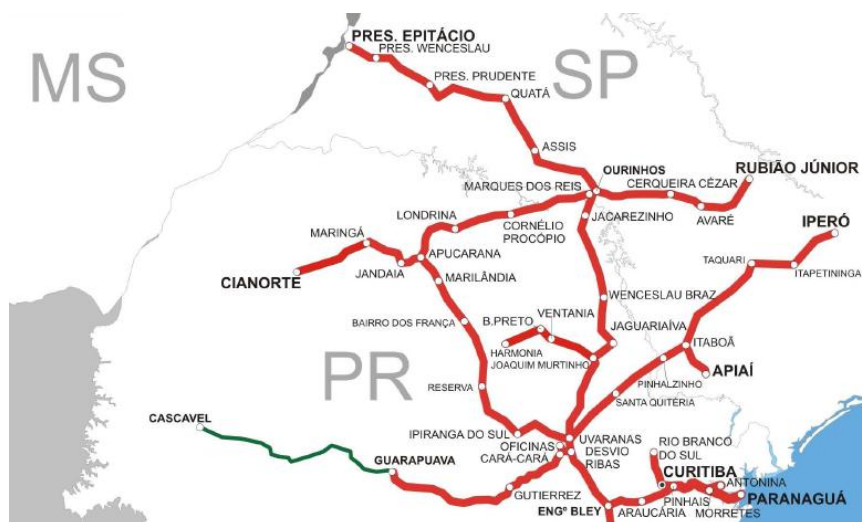 MS
SP
PR
PRES. EPITÁCIO
PRES. WENCESLAU
PRES. PRUDENTE
QUATÁ
ASSIS
OURINHOS
MARQUES DOS REIS
CERQUEIRA CÉZAR
RUBIÃO JÚNIOR
AVARÉ
JACAREZINHO
LONDRINA
CORNÉLIO
PROCÓPIO
IPERÓ
MARINGÁ
APUCARANA
TAQUARI
ITAPETININGA
JANDAIA
CIANORTE
MARILÂNDIA
WENCESLAU BRAZ
VENTANIA
B.PRETO
BAIRRO DOS FRANÇA
JAGUARIAÍVA
ITABOÃ
HARMONIA
JOAQUIM MURTINHO
APIAÍ
PINHALZINHO
RESERVA
SANTA QUITÉRIA
CASCAVEL
IPIRANGA DO SUL
UVARANAS
OFICINAS
CARÁ-CARÁ
DESVIO
RIBAS
RIO BRANCO
DO SUL
GUARAPUAVA
CURITIBA
ANTONINA
PARANAGUÁ
GUTIERREZ
ENGº BLEY
ARAUCÁRIA
PINHAIS
MORRETES